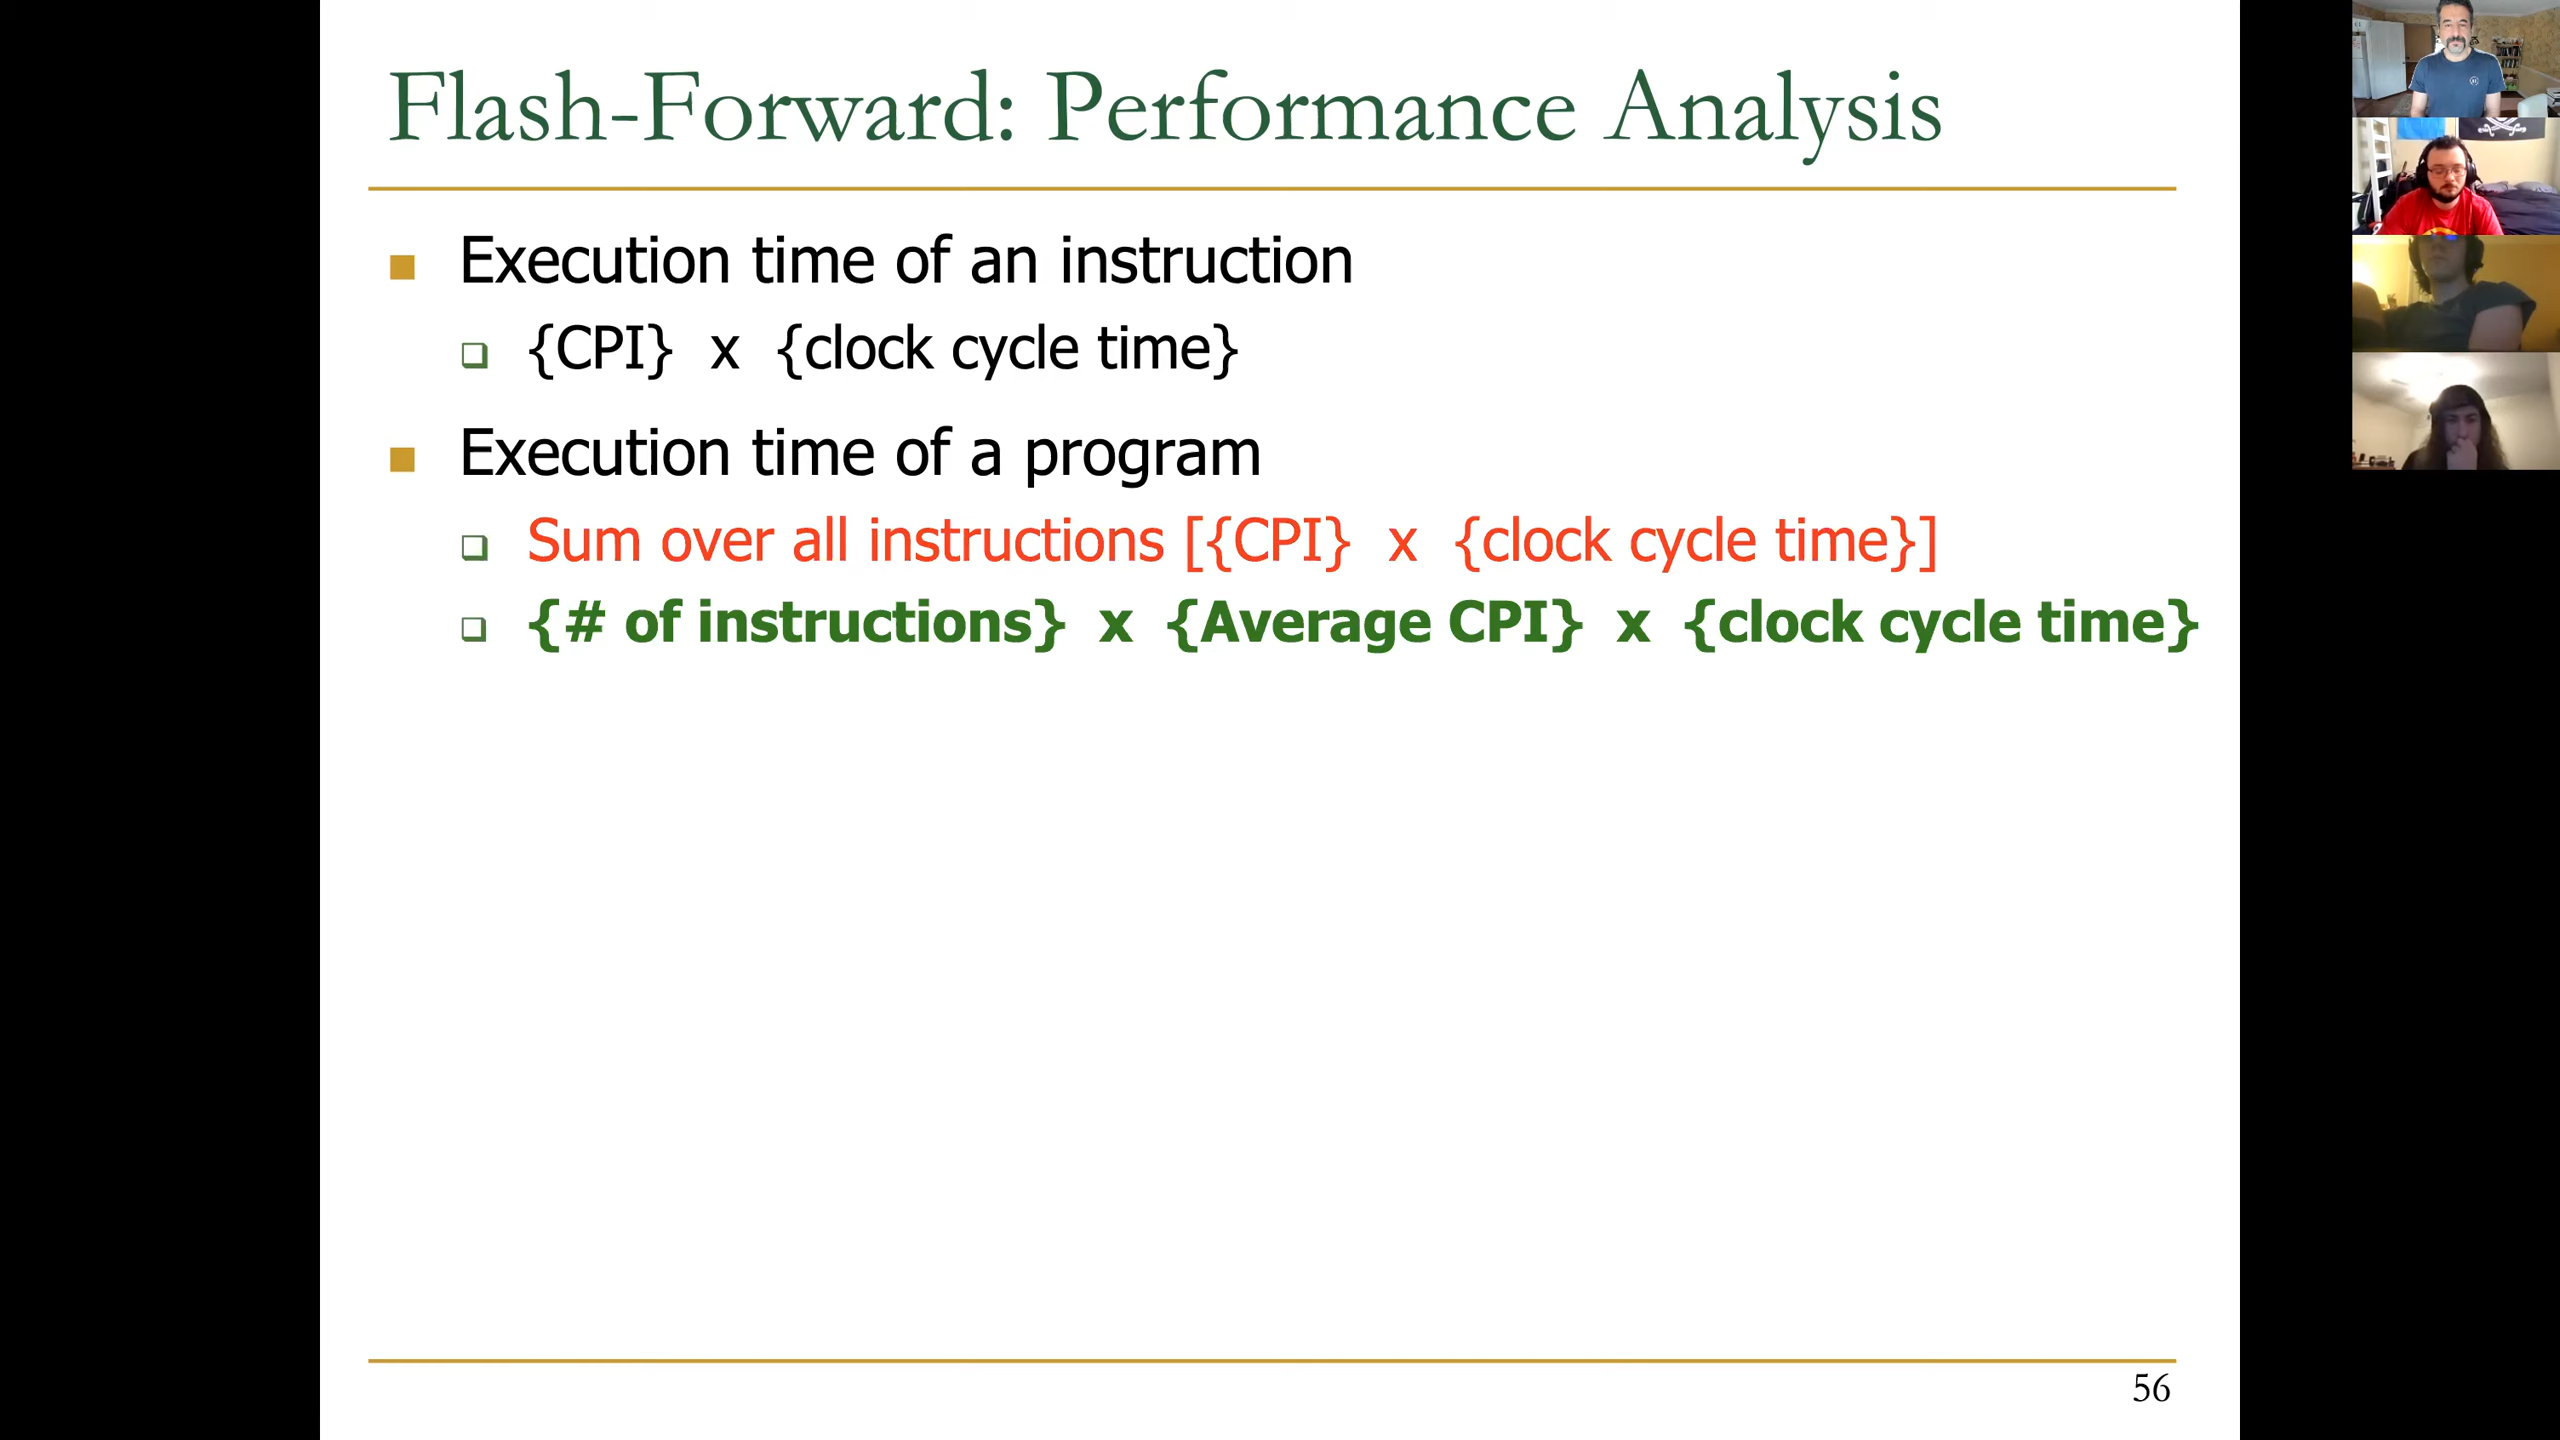 Flash-Forward: Performance Analysis
Execution time of an instruction
{CPI} x {clock cycle time}
Execution time of a program
Sum over all instructions [{CPI} x {clock cycle time}]
{# of instructions} x {Average CPI} x {clock cycle time}
56